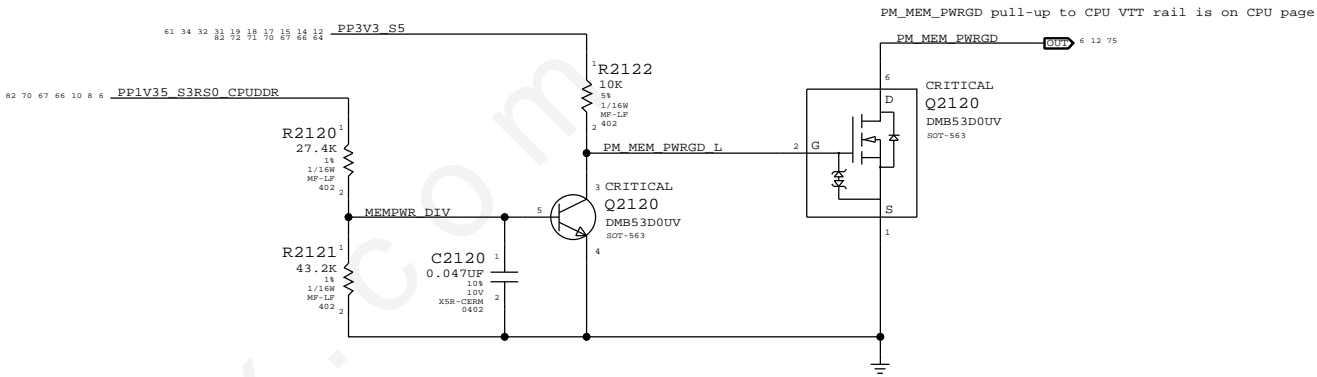 PM_MEM_PWRGD pull-up to CPU VTT rail is on CPU page
61 34 32 31 19 18 17 15 14 12 PP3V3_S5
82 72 71 70 67 66 64
PM_MEM_PWRGD OUT 6 12 75
82 70 67 66 10 8 6 PP1V35_S3RS0_CPUDDR
1
R2122
10K
5%
1/16W
MF-LF
402
2
6
CRITICAL
Q2120
DMB53D0UV
SOT-563
D
R2120 1
27.4K
1%
1/16W
MF-LF
402
2
PM_MEM_PWRGD_L 2 G
S
1
3 CRITICAL
Q2120
DMB53D0UV
SOT-563
4
MEMPWR_DIV 5
R2121 1
43.2K
1%
1/16W
MF-LF
402
2
C2120 1
0.047UF
10%
10V
X5R-CERM
0402
2
.com